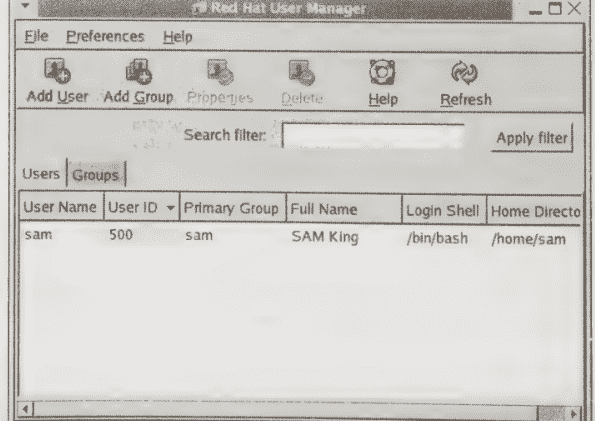 Red Hat User Manager
File Preferences Help
Add User Add Group Properties Delete Help Refresh
Search filter: Apply filter
Users Groups
User Name User ID Primary Group Full Name Login Shell Home Directo
sam 500 sam SAM King /bin/bash /home/sam